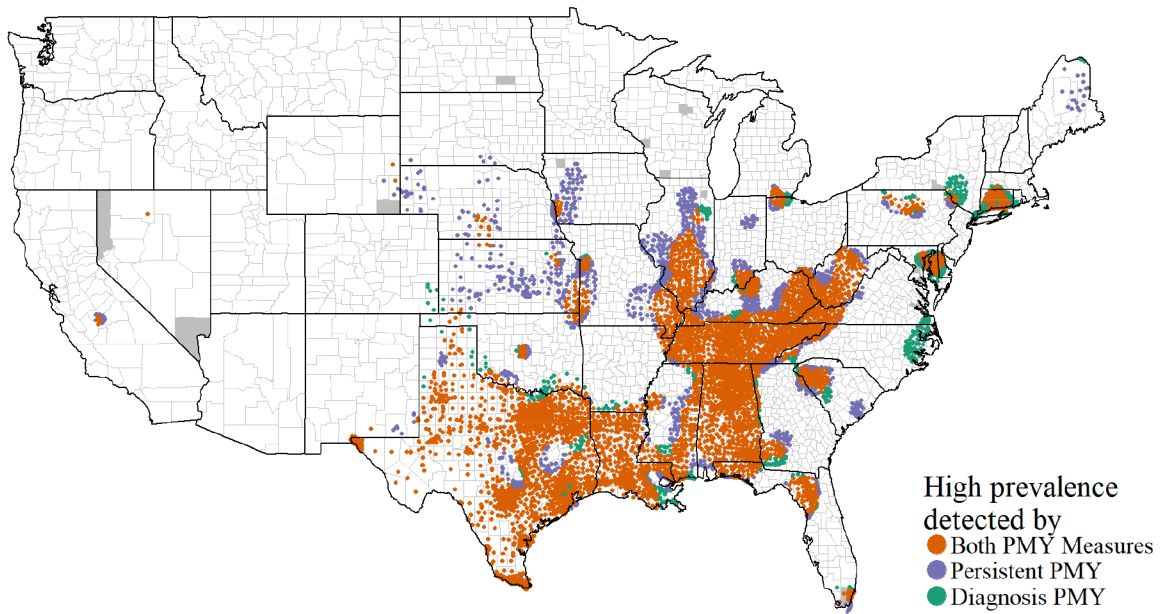 High prevalence
detected by
Both PMY Measures
Persistent PMY
Diagnosis PMY